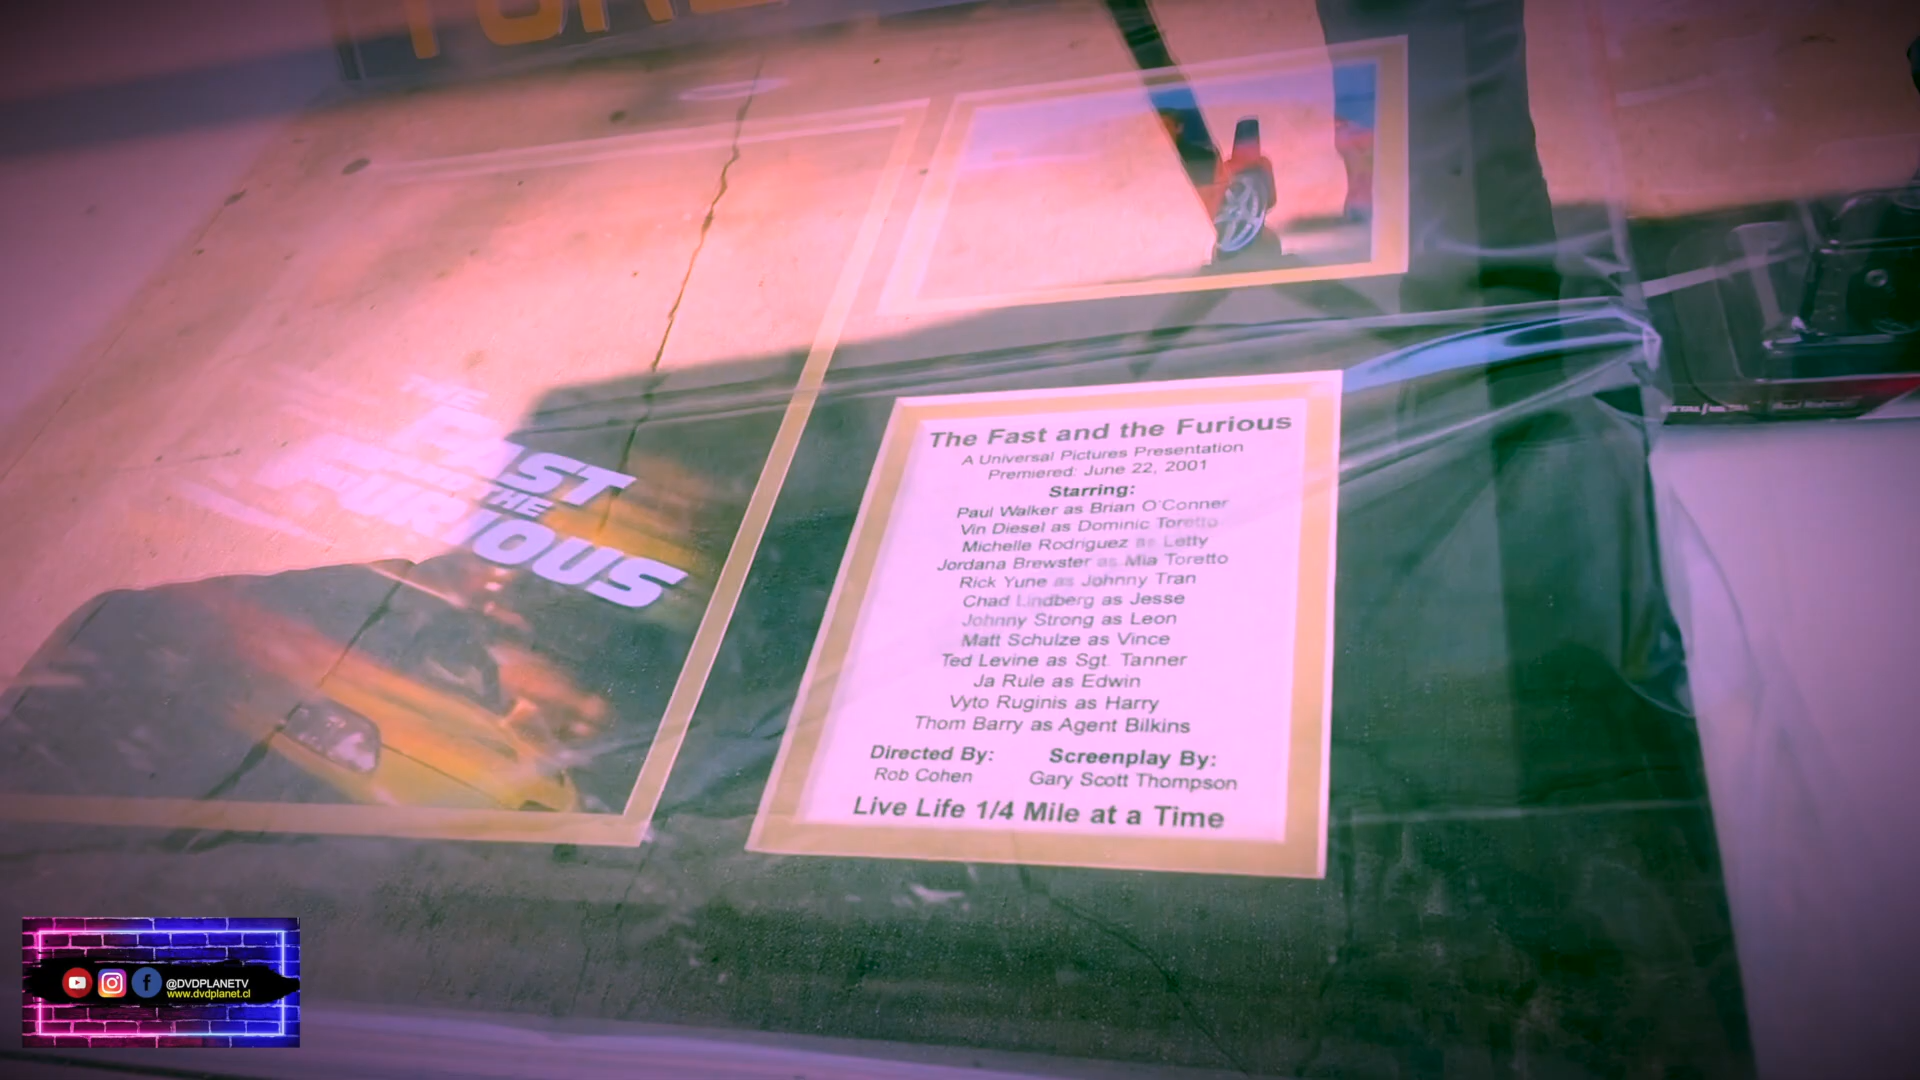 THE
FAST
AND THE
FURIOUS
The Fast and the Furious
A Universal Pictures Presentation
Premiered: June 22, 2001
Starring:
Paul Walker as Brian O'Conner
Vin Diesel as Dominic Toretto
Michelle Rodriguez as Letty
Jordana Brewster as Mia Toretto
Rick Yune as Johnny Tran
Chad Lindberg as Jesse
Johnny Strong as Leon
Matt Schulze as Vince
Ted Levine as Sgt. Tanner
Ja Rule as Edwin
Vyto Ruginis as Harry
Thom Barry as Agent Bilkins
Directed By:
Rob Cohen
Screenplay By:
Gary Scott Thompson
Live Life 1/4 Mile at a Time
METAL/METAL
@DVDPLANETV
www.dvdplanet.cl